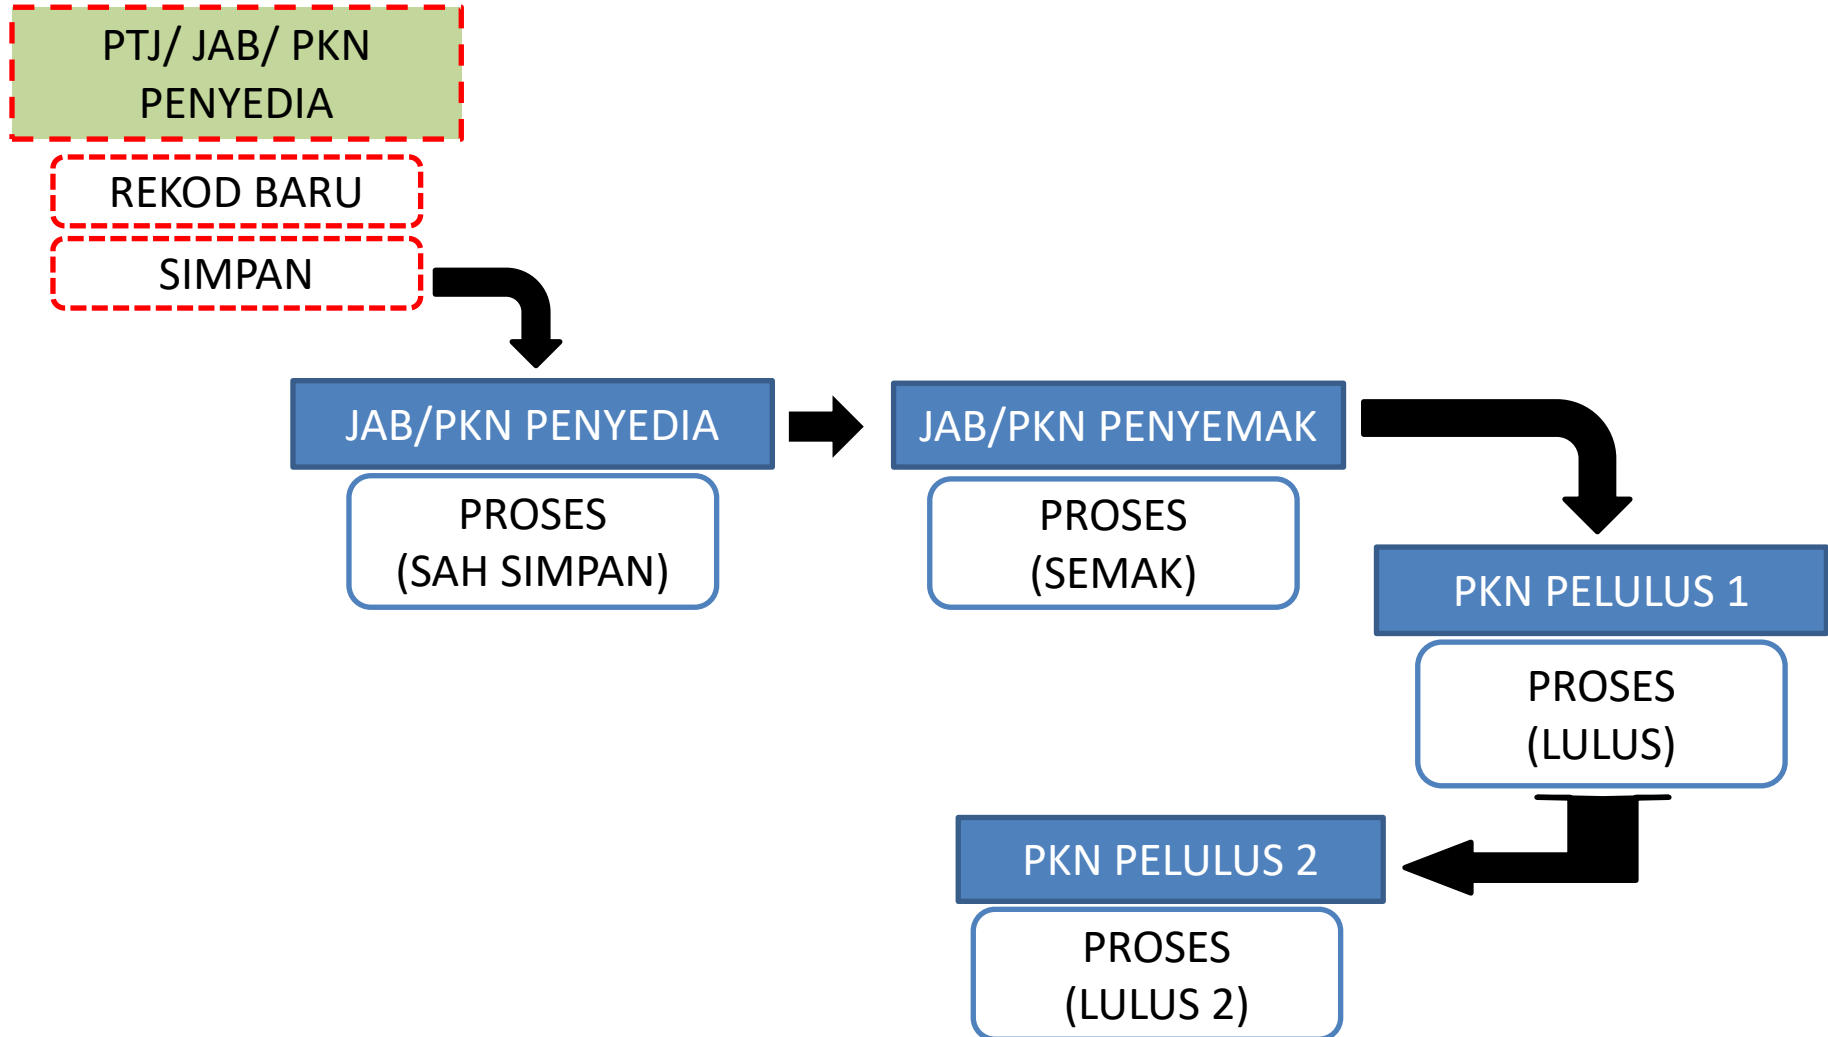 PTJ/ JAB/ PKN
PENYEDIA
REKOD BARU
SIMPAN
JAB/PKN PENYEDIA
PROSES
(SAH SIMPAN)
JAB/PKN PENYEMAK
PROSES
(SEMAK)
PKN PELULUS 1
PROSES
(LULUS)
PKN PELULUS 2
PROSES
(LULUS 2)